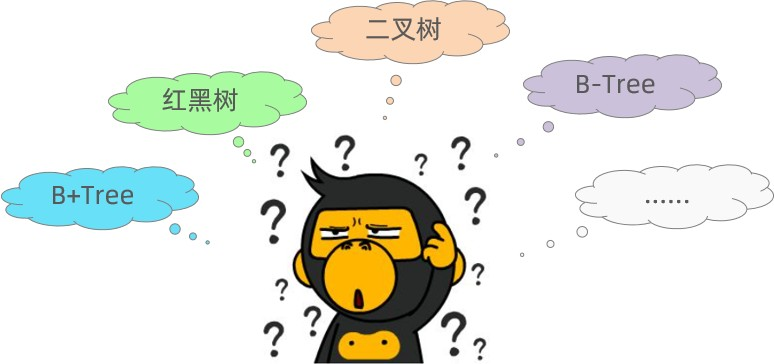 二叉树
红黑树
B-Tree
B+Tree
......
? ? ? ? ? ? ? ? ? ? ? ?